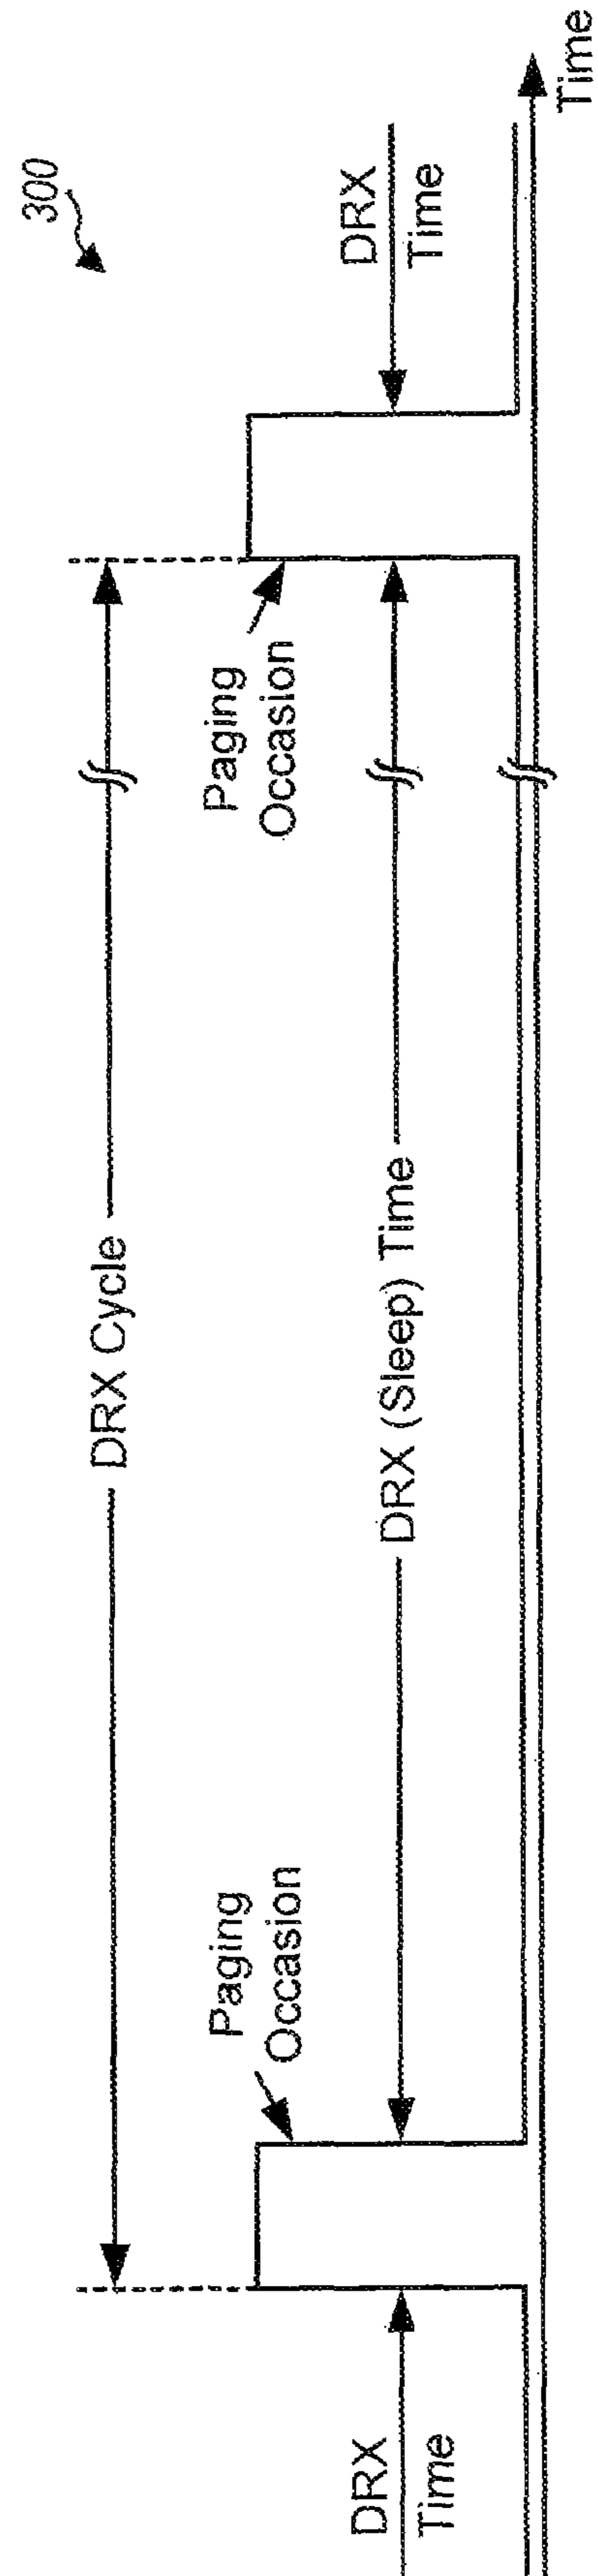 300
DRX Cycle
Paging
Occasion
Paging
Occasion
DRX
Time
DRX (Sleep) Time
DRX
Time
Time